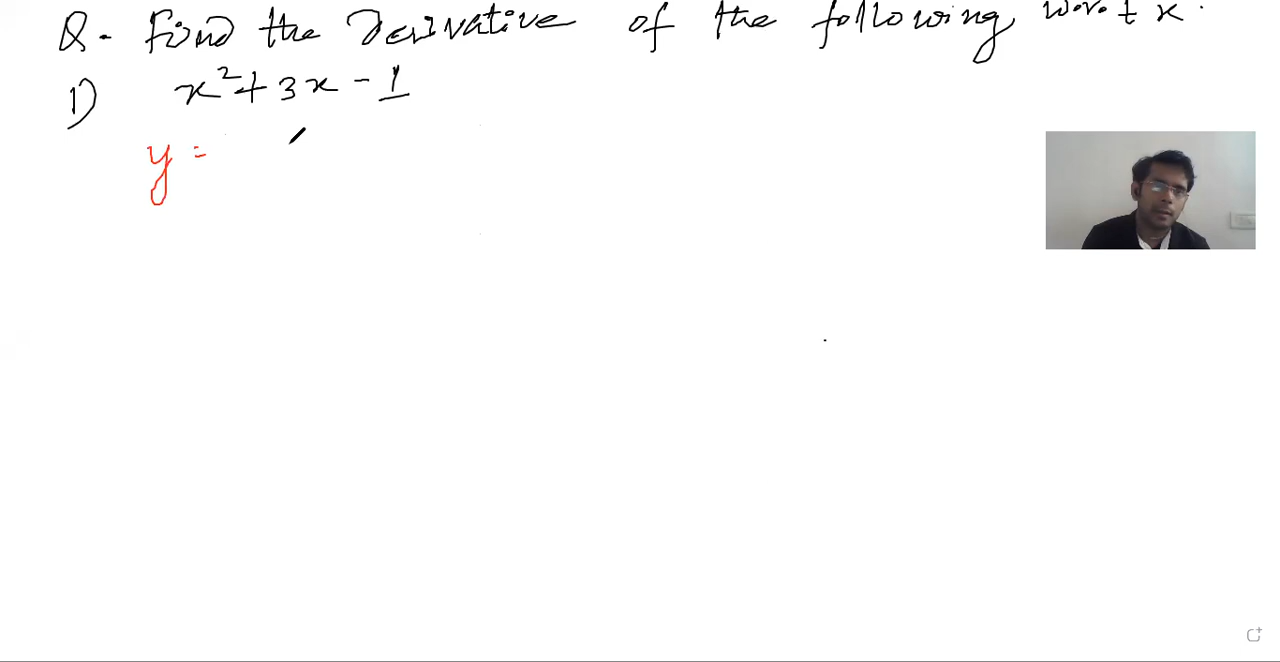 Q. Find the Derivative of the following w.r.t x.
1) x²+3x-1
y =